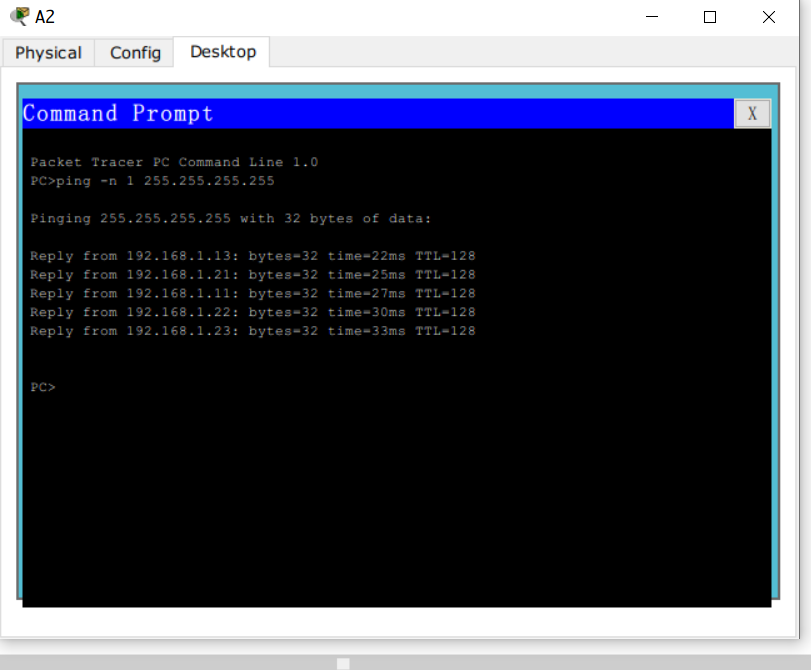 A2
Physical Config Desktop
Command Prompt X
Packet Tracer PC Command Line 1.0
PC>ping -n 1 255.255.255.255
Pinging 255.255.255.255 with 32 bytes of data:
Reply from 192.168.1.13: bytes=32 time=22ms TTL=128
Reply from 192.168.1.21: bytes=32 time=25ms TTL=128
Reply from 192.168.1.11: bytes=32 time=27ms TTL=128
Reply from 192.168.1.22: bytes=32 time=30ms TTL=128
Reply from 192.168.1.23: bytes=32 time=33ms TTL=128
PC>